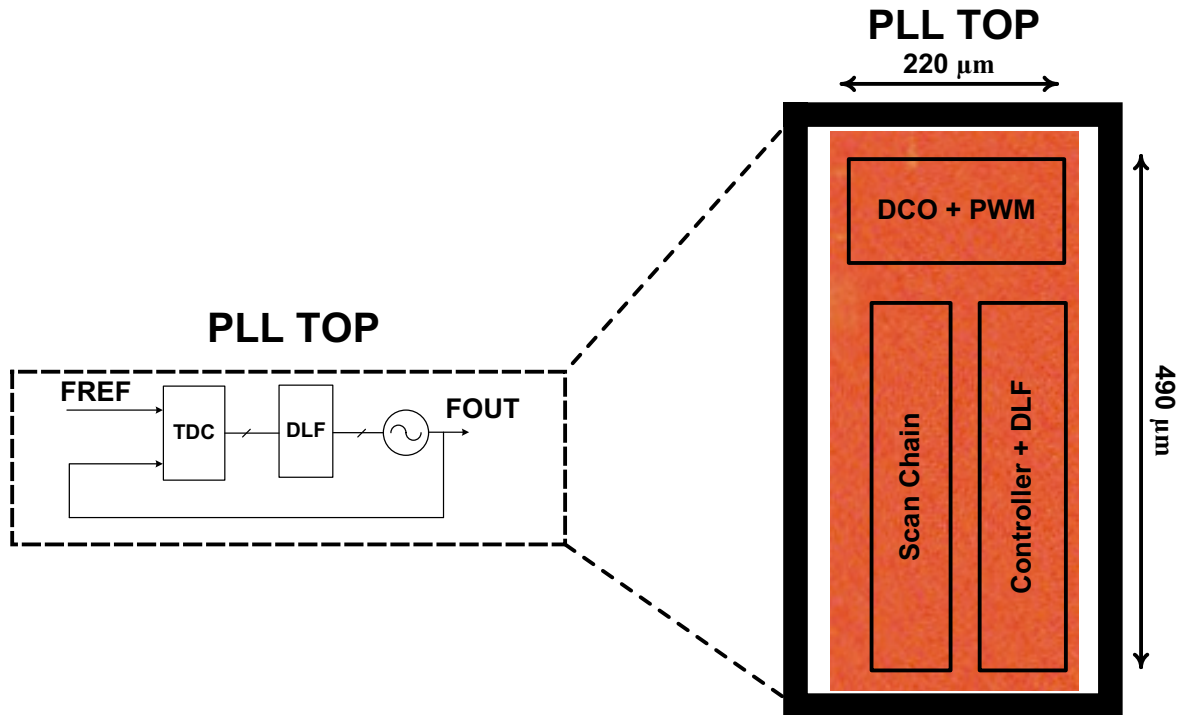 PLL TOP
220 µm
DCO + PWM
490 µm
Scan Chain
Controller + DLF
PLL TOP
FREF
TDC
DLF
FOUT